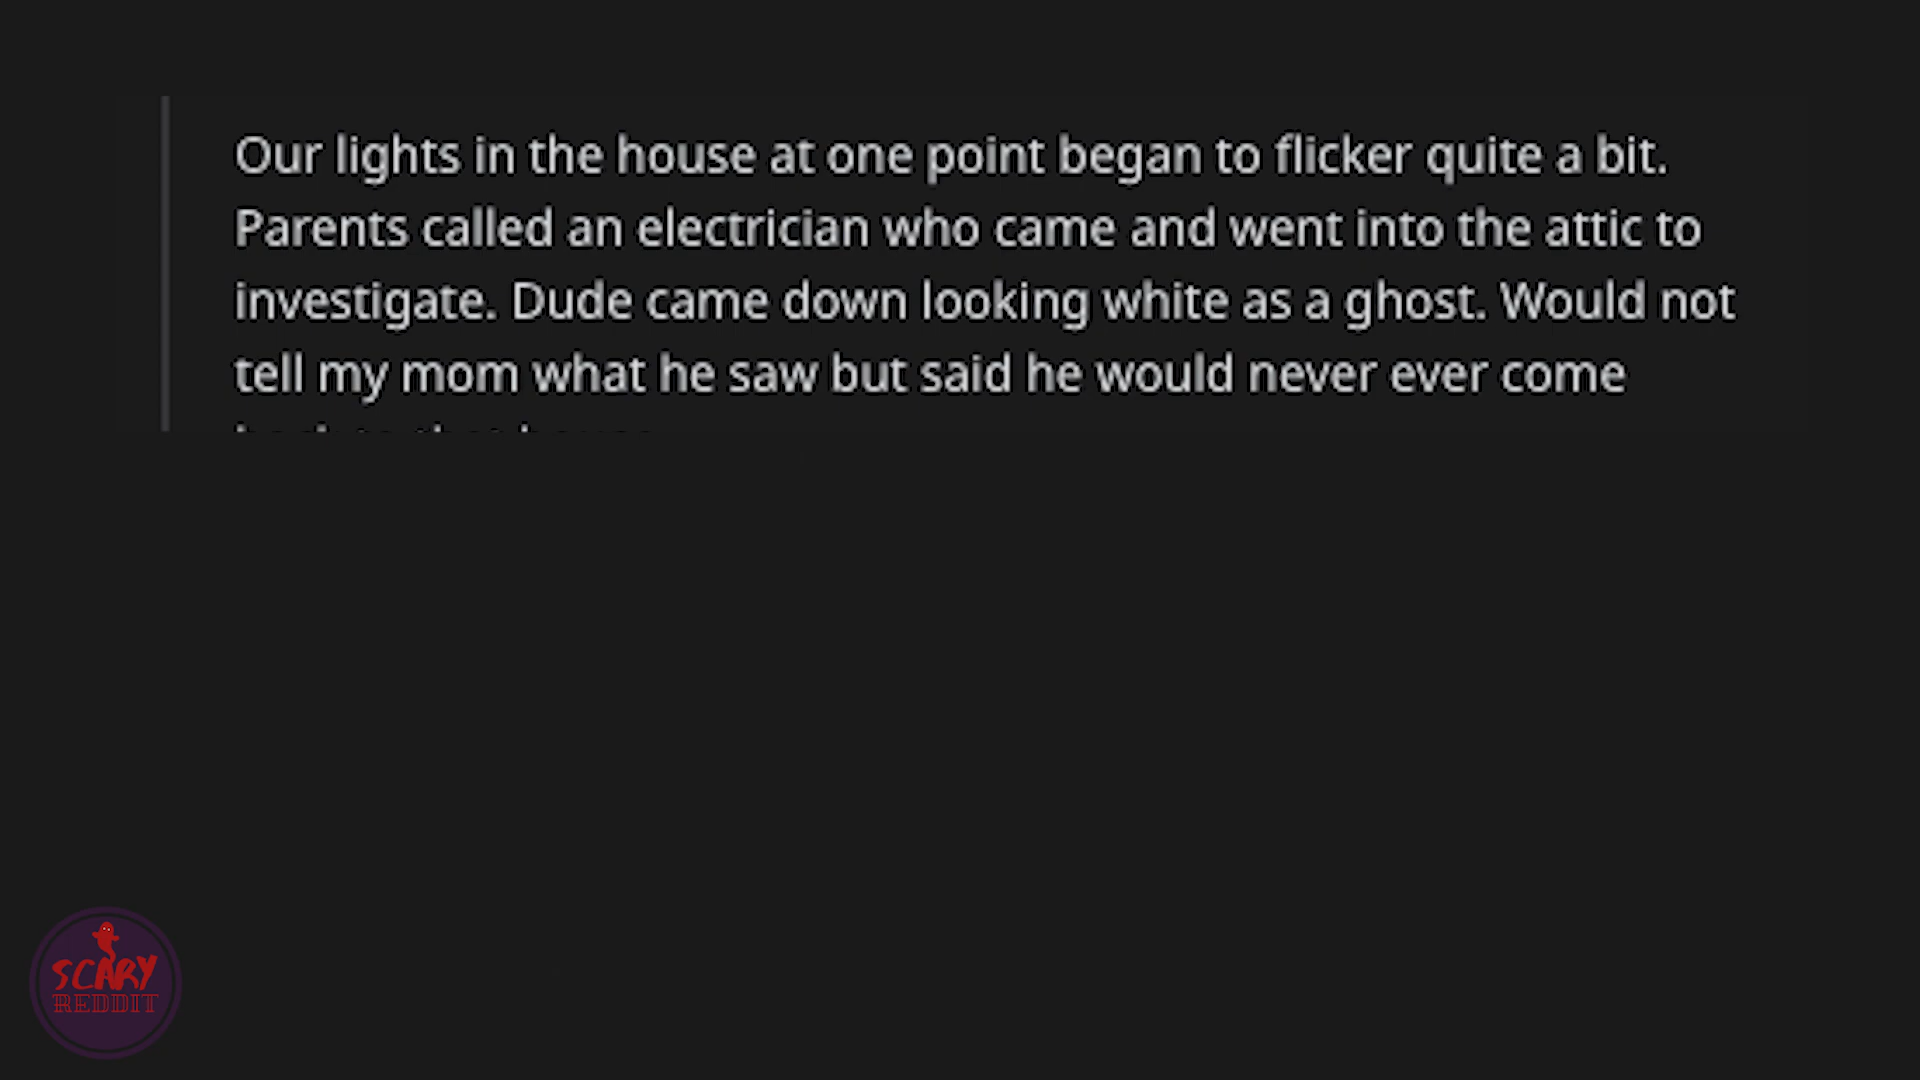 Our lights in the house at one point began to flicker quite a bit.
Parents called an electrician who came and went into the attic to
investigate. Dude came down looking white as a ghost. Would not
tell my mom what he saw but said he would never ever come
SCARY
REDDIT